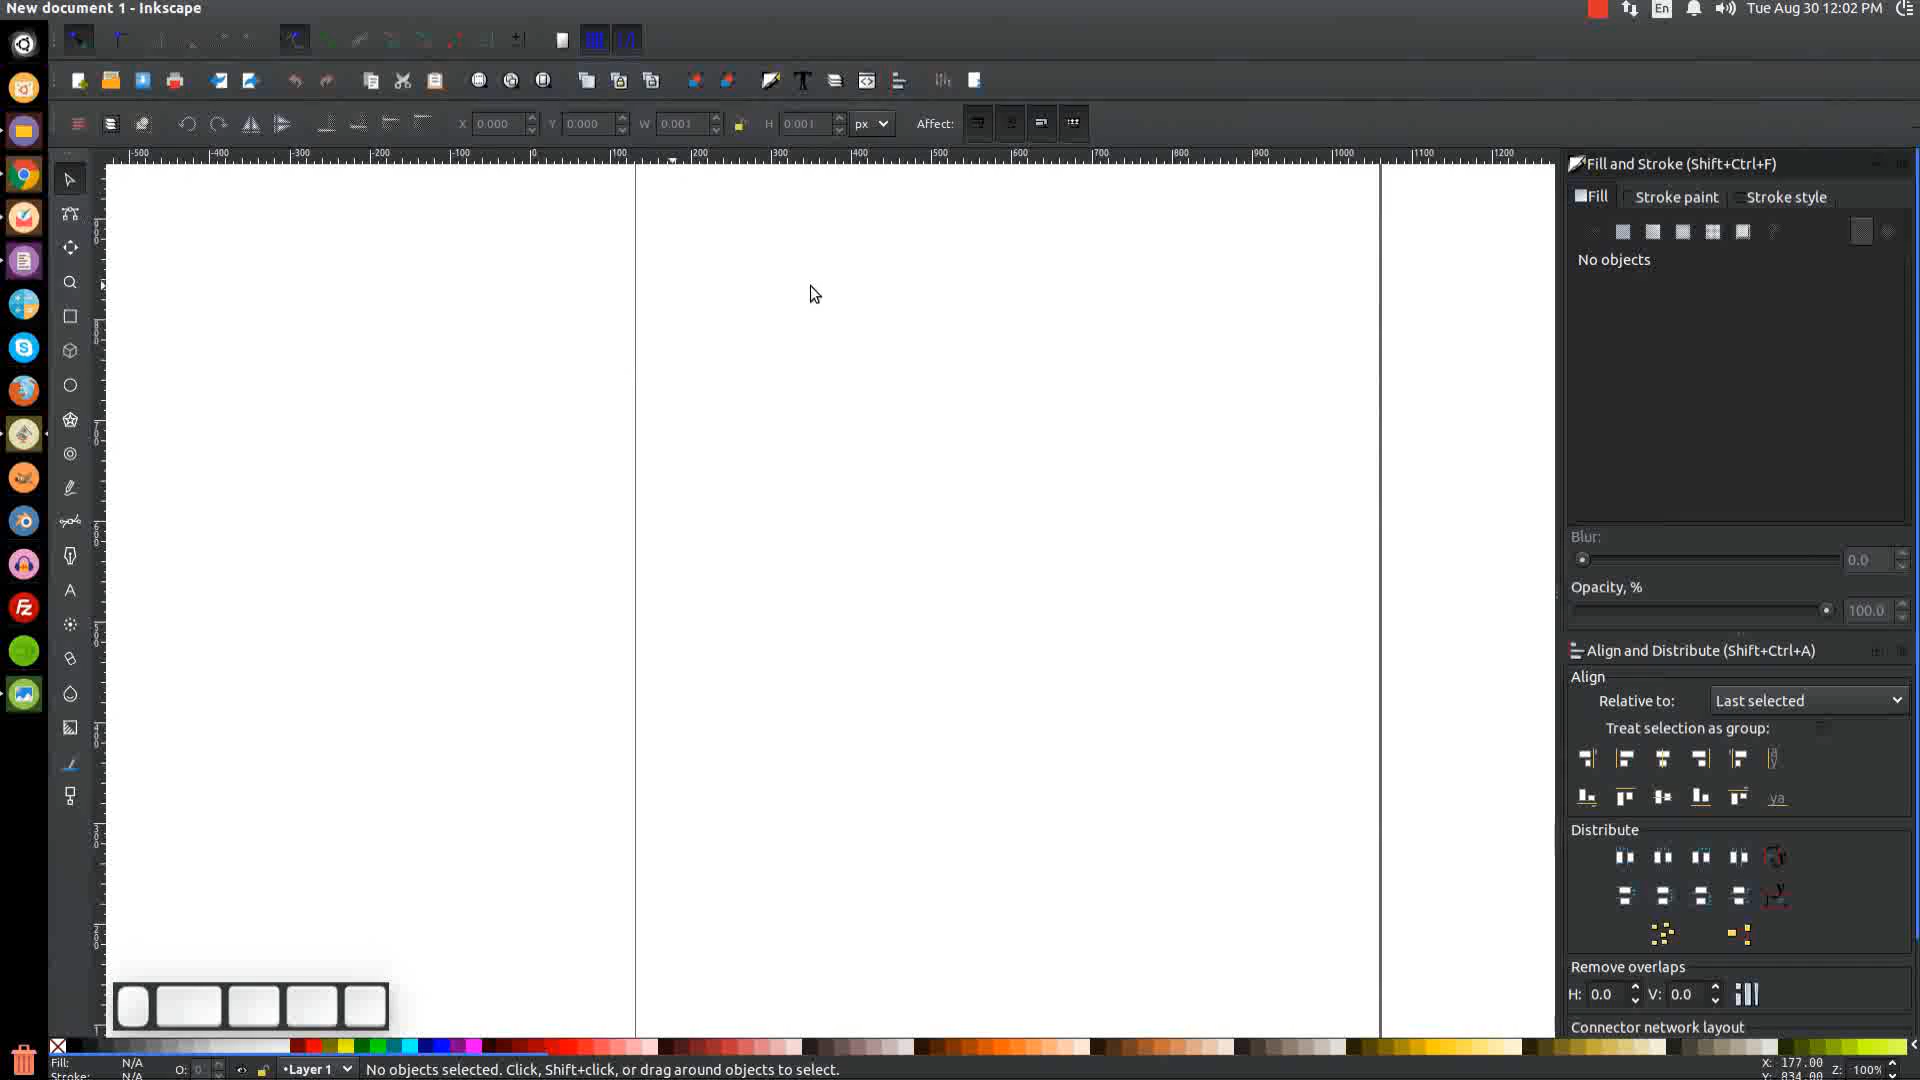 New document 1 - Inkscape
En
Tue Aug 30 12:02 PM
X 0.000 Y 0.000 W 0.001 H 0.001 px Affect:
-500 -400 -300 -200 -100 0 100 200 300 400 500 600 700 800 900 1000 1100 1200
Fill and Stroke (Shift+Ctrl+F)
Fill Stroke paint Stroke style
No objects
Blur:
0.0
Opacity, %
100.0
Align and Distribute (Shift+Ctrl+A)
Align
Relative to: Last selected
Treat selection as group:
Distribute
Remove overlaps
H: 0.0 V: 0.0
Connector network layout
Fill: N/A
Stroke: N/A
O: 0
•Layer 1
No objects selected. Click, Shift+click, or drag around objects to select.
X: 177.00
Y: 834.00
Z: 100%